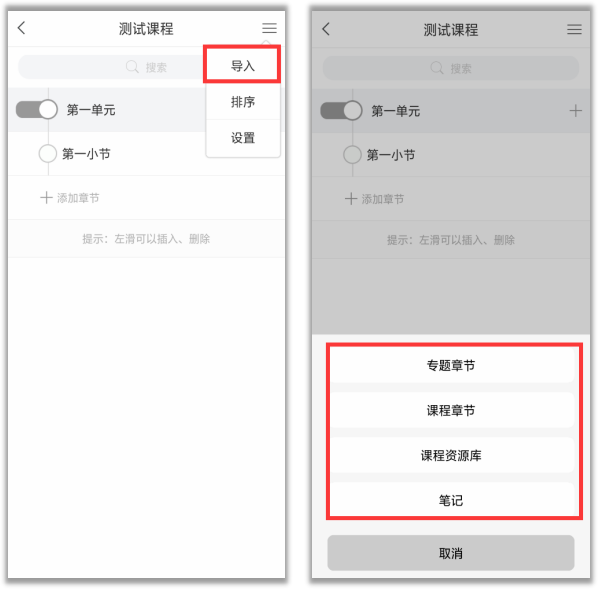 测试课程
搜索
导入
排序
设置
第一单元
第一小节
添加章节
提示：左滑可以插入、删除
测试课程
搜索
第一单元
第一小节
添加章节
提示：左滑可以插入、删除
专题章节
课程章节
课程资源库
笔记
取消